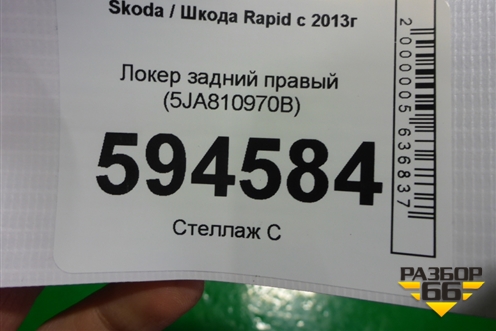 Skoda / Шкода Rapid с 2013г
Локер задний правый
(5JA810970B)
594584
Стеллаж С
2000005636837
РАЗБОР
66